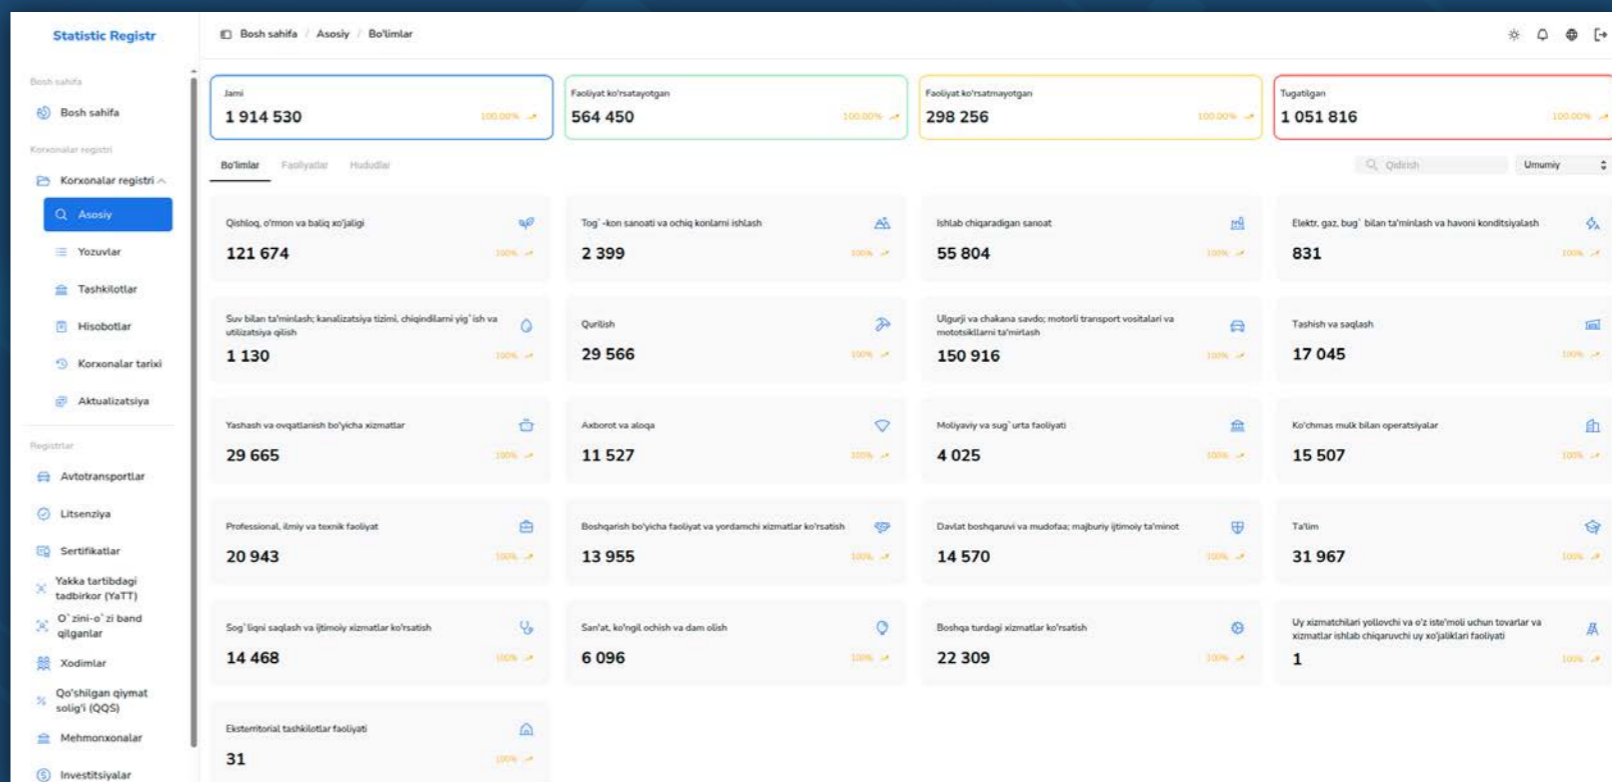 Statistic Registr
Bosh sahifa / Asosiy / Bo'limlar
Bosh sahifa
Bosh sahifa
Korxonalar registri
Korxonalar registri
Asosiy
Yozuvlar
Tashkilotlar
Hisobotlar
Korxonalar tarixi
Aktualizatsiya
Registrlar
Avtotransportlar
Litsenziya
Sertifikatlar
Yakka tartibdagi
tadbirkor (YaTT)
O`zini-o`zi band
qilganlar
Xodimlar
Qo'shilgan qiymat
solig'i (QQS)
Mehmonxonalar
Investitsiyalar
Jami
1 914 530 100.00%
Faoliyat ko'rsatayotgan
564 450 100.00%
Faoliyat ko'rsatmayotgan
298 256 100.00%
Tugatilgan
1 051 816 100.00%
Bo'limlar Faoliyatlar Hududlar
Qidirish Umumiy
Qishloq, o'rmon va baliq xo'jaligi
121 674 100%
Tog`-kon sanoati va ochiq konlarni ishlash
2 399 100%
Ishlab chiqaradigan sanoat
55 804 100%
Elektr, gaz, bug` bilan ta'minlash va havoni konditsiyalash
831 100%
Suv bilan ta'minlash; kanalizatsiya tizimi, chiqindilarni yig`ish va
utilizatsiya qilish
1 130 100%
Qurilish
29 566 100%
Ulgurji va chakana savdo; motorli transport vositalari va
mototsikllarni ta'mirlash
150 916 100%
Tashish va saqlash
17 045 100%
Yashash va ovqatlanish bo'yicha xizmatlar
29 665 100%
Axborot va aloqa
11 527 100%
Moliyaviy va sug`urta faoliyati
4 025 100%
Ko'chmas mulk bilan operatsiyalar
15 507 100%
Professional, ilmiy va texnik faoliyat
20 943 100%
Boshqarish bo'yicha faoliyat va yordamchi xizmatlar ko'rsatish
13 955 100%
Davlat boshqaruvi va mudofaa; majburiy ijtimoiy ta'minot
14 570 100%
Ta'lim
31 967 100%
Sog`liqni saqlash va ijtimoiy xizmatlar ko'rsatish
14 468 100%
San'at, ko'ngil ochish va dam olish
6 096 100%
Boshqa turdagi xizmatlar ko'rsatish
22 309 100%
Uy xizmatchilari yollovchi va o'z iste'moli uchun tovarlar va
xizmatlar ishlab chiqaruvchi uy xo'jaliklari faoliyati
1 100%
Eksterritorial tashkilotlar faoliyati
31 100%